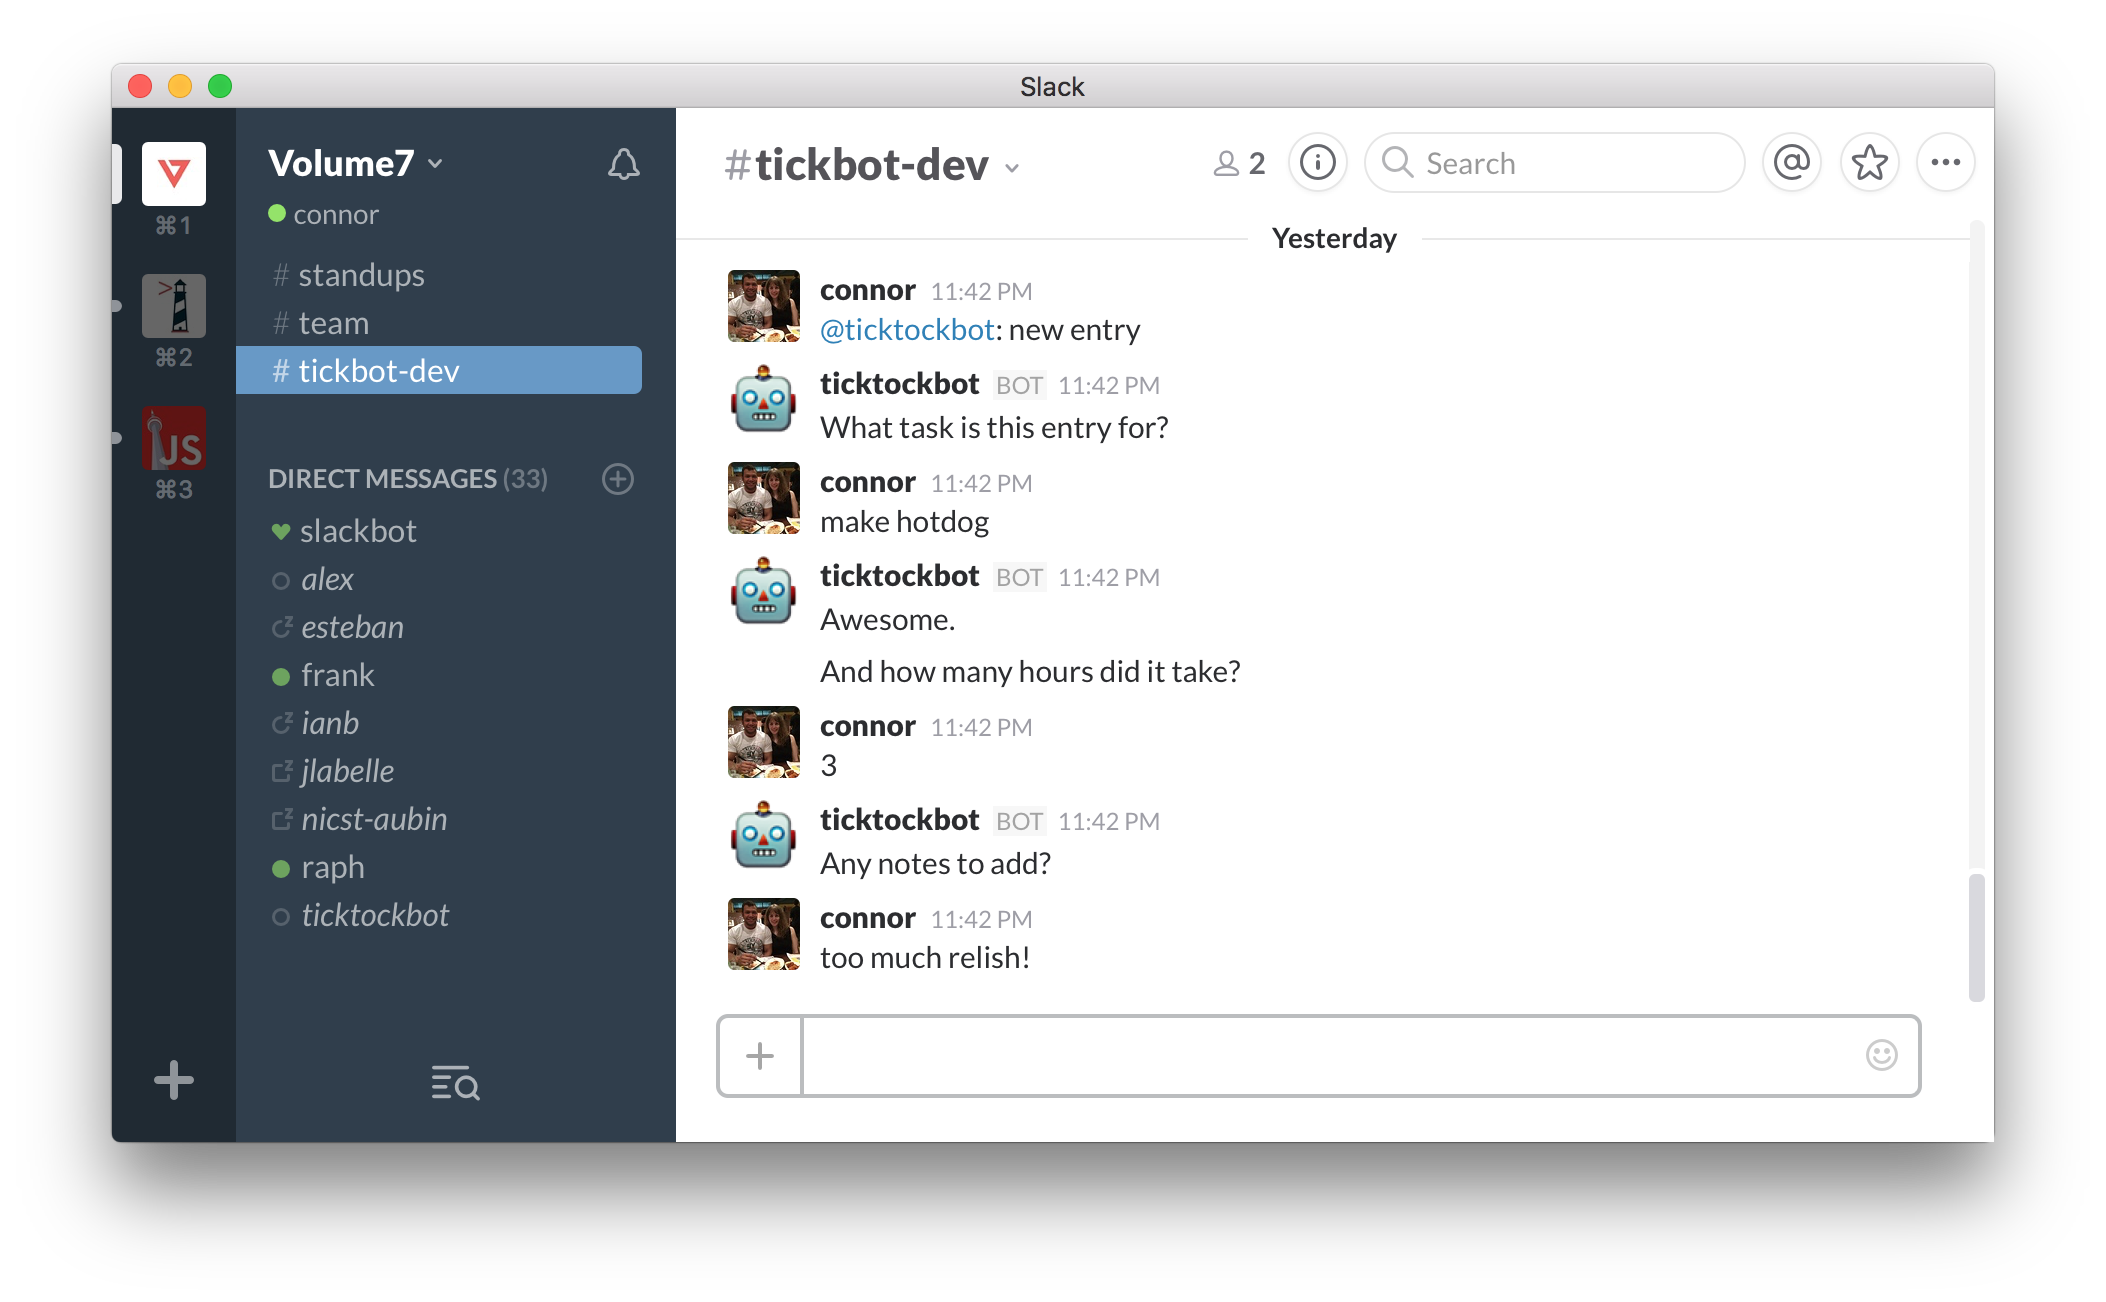 Slack
⌘1
⌘2
JS
⌘3
Volume7
connor
# standups
# team
# tickbot-dev
DIRECT MESSAGES (33)
slackbot
alex
esteban
frank
ianb
jlabelle
nicst-aubin
raph
ticktockbot
#tickbot-dev
2
Search
Yesterday
connor 11:42 PM
@ticktockbot: new entry
ticktockbot BOT 11:42 PM
What task is this entry for?
connor 11:42 PM
make hotdog
ticktockbot BOT 11:42 PM
Awesome.
And how many hours did it take?
connor 11:42 PM
3
ticktockbot BOT 11:42 PM
Any notes to add?
connor 11:42 PM
too much relish!